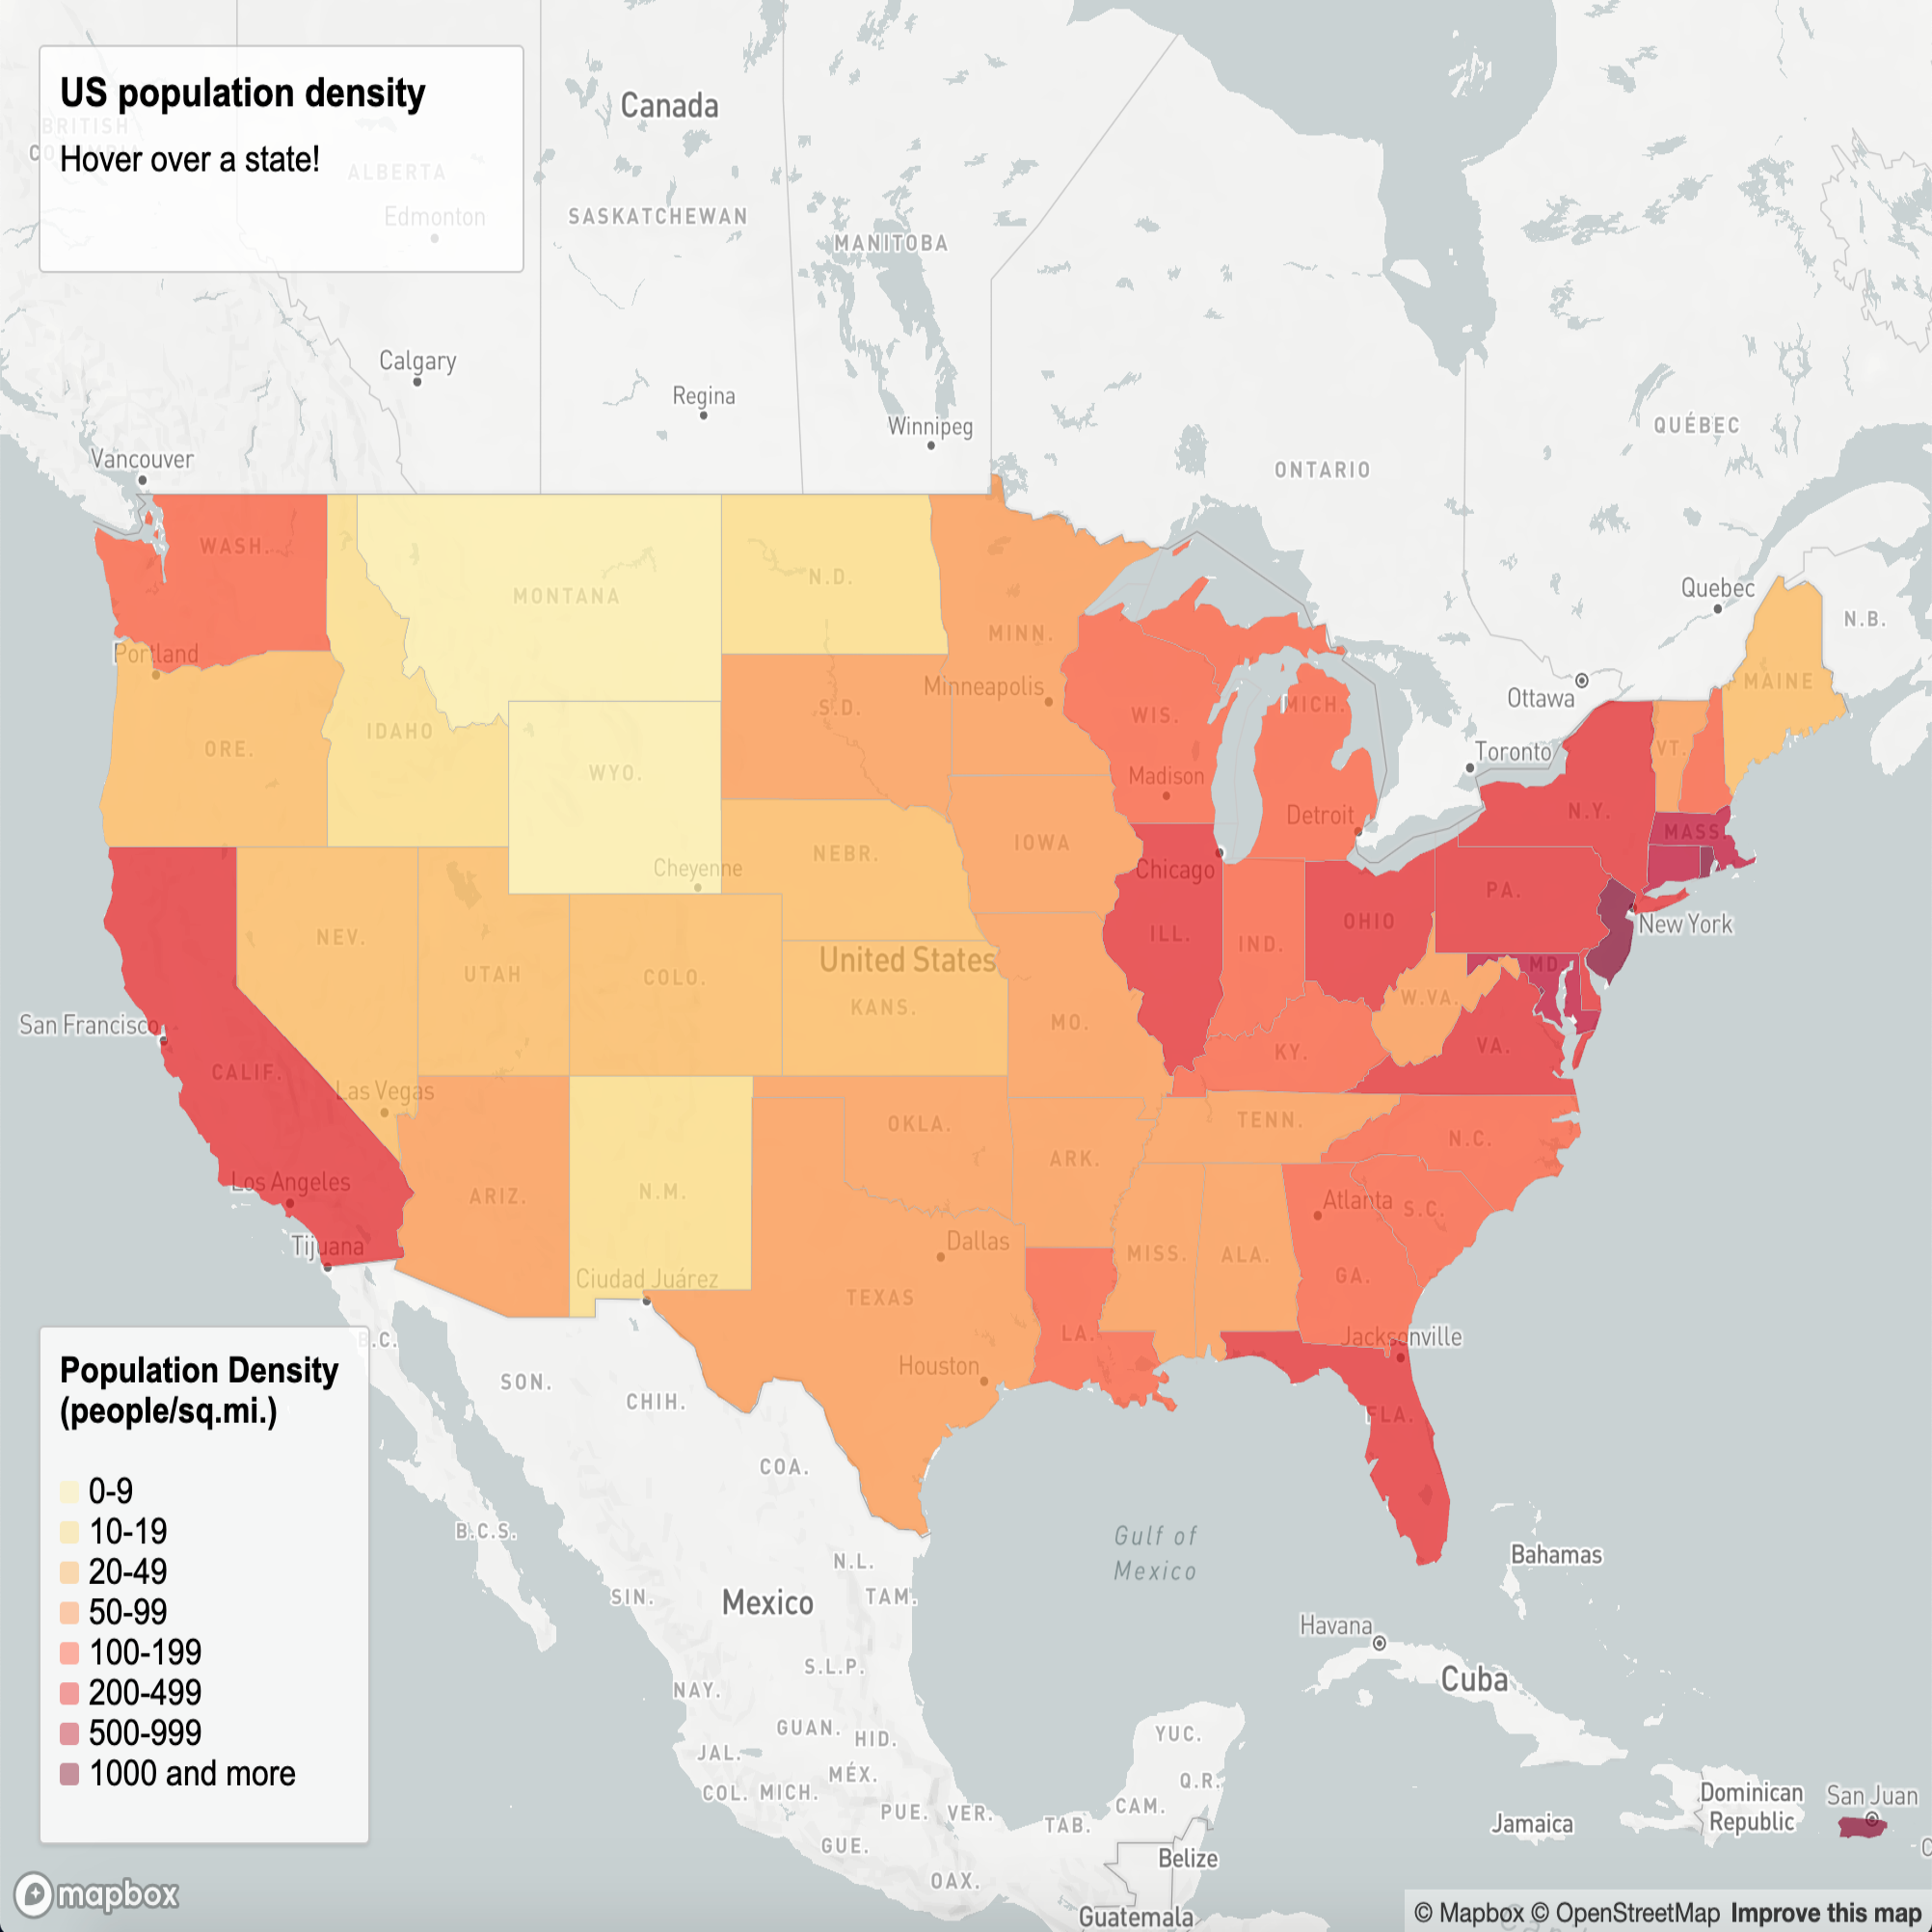 US population density
Hover over a state!
BRITISH
ALBERTA
Edmonton
Canada
SASKATCHEWAN
MANITOBA
Calgary
Regina
Winnipeg
ONTARIO
QUÉBEC
Vancouver
Quebec
N.B.
Ottawa
Toronto
WASH.
MONTANA
N.D.
MINN.
Portland
ORE.
IDAHO
WYO.
S.D.
Minneapolis
WIS.
MICH.
Madison
Detroit
VT.
MAINE
N.Y.
MASS
Cheyenne
NEBR.
IOWA
Chicago
ILL.
IND.
OHIO
PA.
New York
NEV.
UTAH
COLO.
United States
KANS.
MO.
KY.
W.VA.
VA.
MD.
San Francisco
CALIF.
Las Vegas
Los Angeles
Tijuana
ARIZ.
N.M.
OKLA.
ARK.
TENN.
N.C.
S.C.
Atlanta
Dallas
Ciudad Juárez
TEXAS
MISS.
ALA.
GA.
LA.
Houston
Jacksonville
FLA.
B.C.
SON.
CHIH.
COA.
B.C.S.
N.L.
SIN.
Mexico
TAM.
Gulf of
Mexico
Bahamas
Havana
Cuba
S.L.P.
NAY.
GUAN.
HID.
JAL.
MÉX.
COL.
MICH.
PUE.
VER.
TAB.
CAM.
YUC.
Q.R.
GUE.
OAX.
Belize
Guatemala
Jamaica
Dominican
Republic
San Juan
Population Density
(people/sq.mi.)
0-9
10-19
20-49
50-99
100-199
200-499
500-999
1000 and more
mapbox
© Mapbox © OpenStreetMap Improve this map